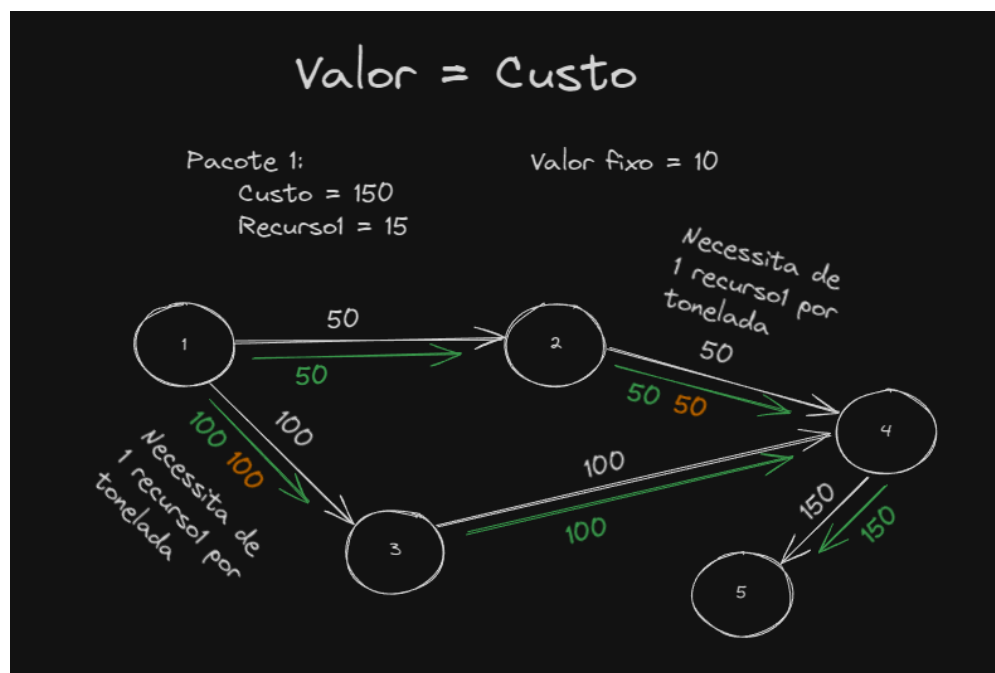 Valor = Custo
Pacote 1:
Custo = 150
Recurso1 = 15
Valor fixo = 10
Necessita de
1 recurso1 por
tonelada
50
50 50
1
50
50
2
4
100
100 100
Necessita de
1 recurso1 por
tonelada
100
100
3
150
150
5